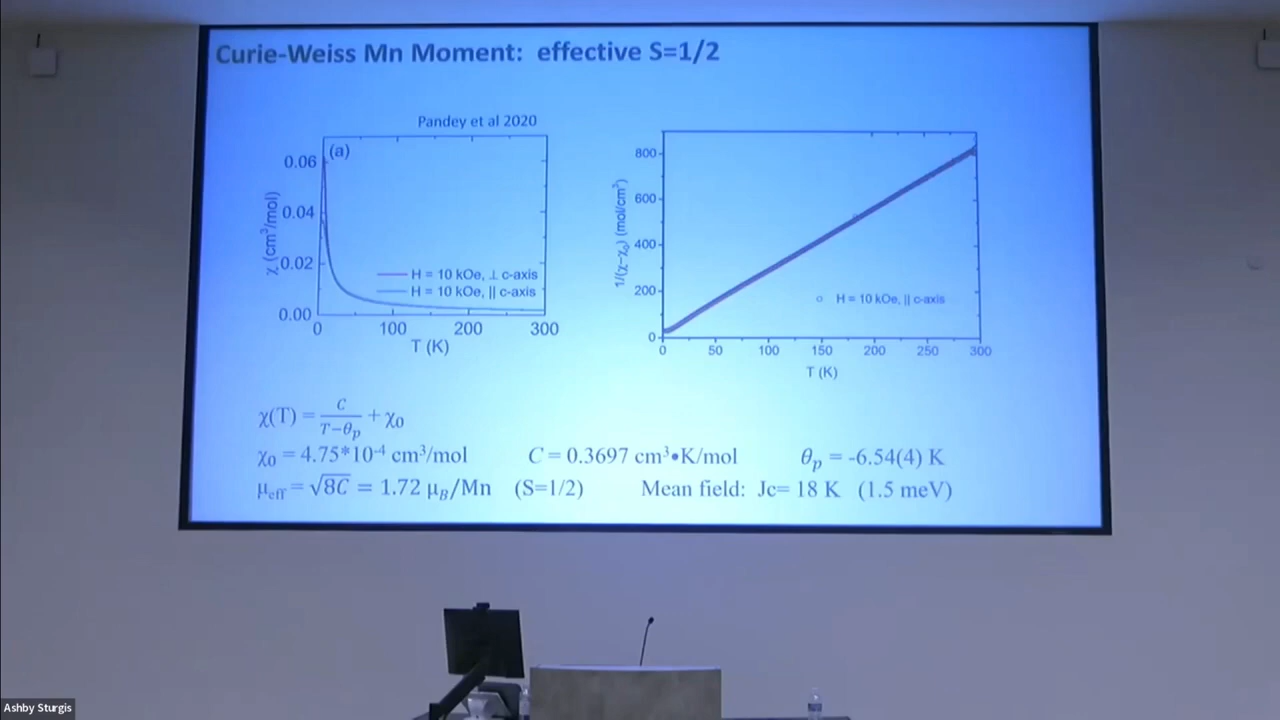 Curie-Weiss Mn Moment: effective S=1/2
Pandey et al 2020
(a)
0.06
0.04
0.02
0.00
χ (cm³/mol)
H = 10 kOe, ⊥ c-axis
H = 10 kOe, || c-axis
0 100 200 300
T (K)
800
600
400
200
0
1/(χ-χ₀) (mol/cm³)
H = 10 kOe, || c-axis
0 50 100 150 200 250 300
T (K)
χ(T) = C/(T-θp) + χ₀
χ₀ = 4.75*10⁻⁴ cm³/mol C = 0.3697 cm³•K/mol θp = -6.54(4) K
μeff = √8C = 1.72 μB/Mn (S=1/2) Mean field: Jc= 18 K (1.5 meV)
Ashby Sturgis